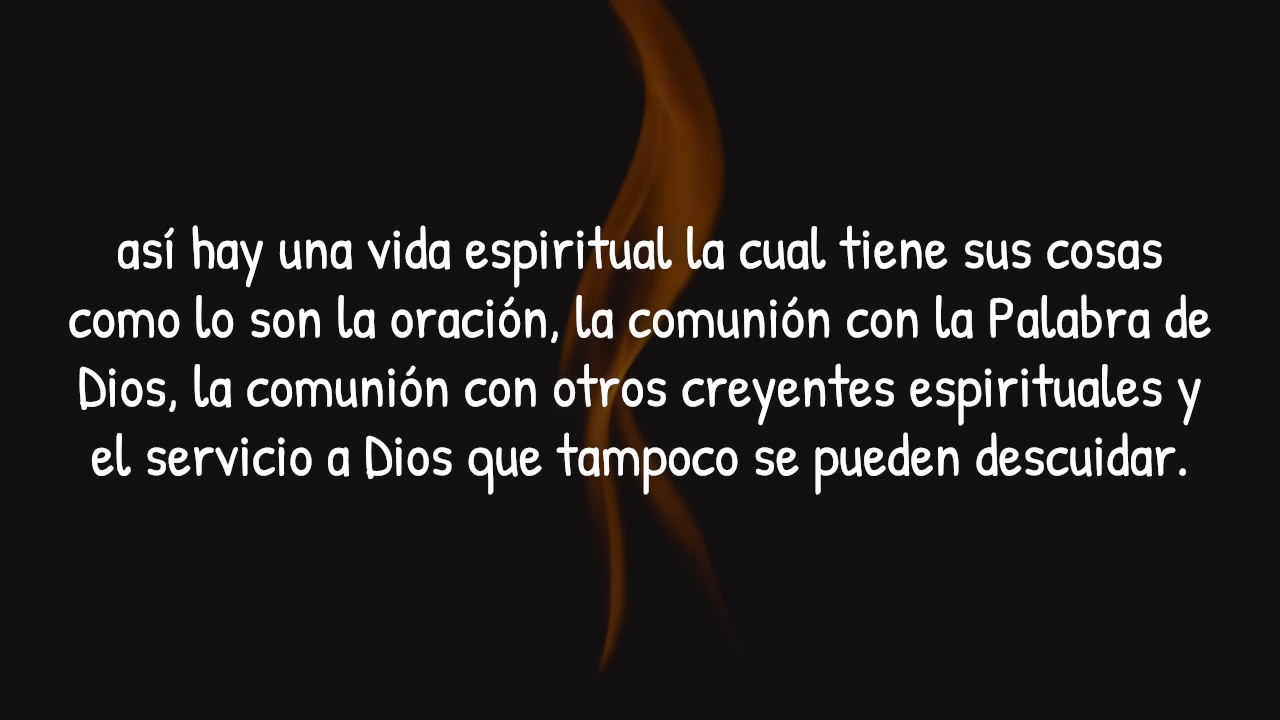 así hay una vida espiritual la cual tiene sus cosas
como lo son la oración, la comunión con la Palabra de
Dios, la comunión con otros creyentes espirituales y
el servicio a Dios que tampoco se pueden descuidar.